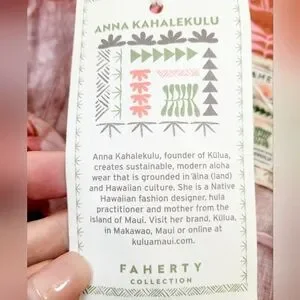 ANNA KAHALEKULU
Anna Kahalekulu, founder of Kūlua,
creates sustainable, modern aloha
wear that is grounded in ʻāina (land)
and Hawaiian culture. She is a Native
Hawaiian fashion designer, hula
practitioner and mother from the
island of Maui. Visit her brand, Kūlua,
in Makawao, Maui or online at
kuluamaui.com.
FAHERTY
COLLECTION
FAHERTY